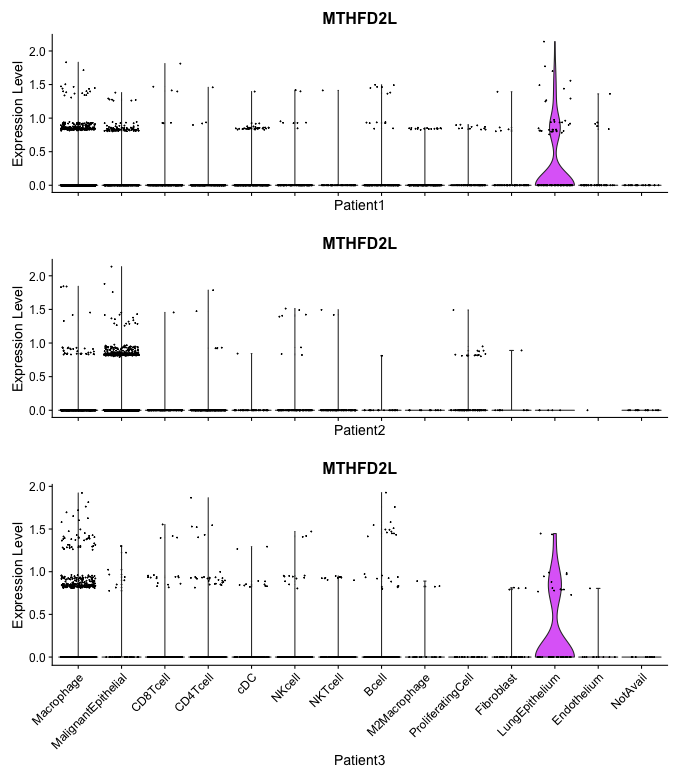 MTHFD2L
Expression Level
2.0
1.5
1.0
0.5
0.0
Patient1
MTHFD2L
Expression Level
2.0
1.5
1.0
0.5
0.0
Patient2
MTHFD2L
Expression Level
2.0
1.5
1.0
0.5
0.0
Macrophage
MalignantEpithelial
CD8Tcell
CD4Tcell
cDC
NKcell
NKTcell
Bcell
M2Macrophage
ProliferatingCell
Fibroblast
LungEpithelium
Endothelium
NotAvail
Patient3